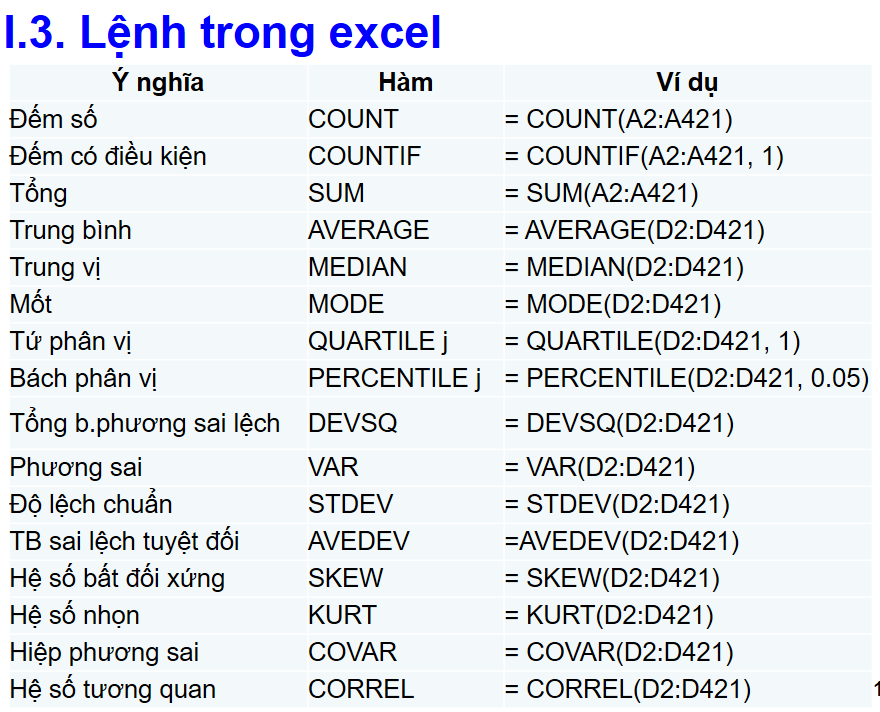 I.3. Lệnh trong excel
Ý nghĩa Hàm Ví dụ
Đếm số COUNT = COUNT(A2:A421)
Đếm có điều kiện COUNTIF = COUNTIF(A2:A421, 1)
Tổng SUM = SUM(A2:A421)
Trung bình AVERAGE = AVERAGE(D2:D421)
Trung vị MEDIAN = MEDIAN(D2:D421)
Mốt MODE = MODE(D2:D421)
Tứ phân vị QUARTILE j = QUARTILE(D2:D421, 1)
Bách phân vị PERCENTILE j = PERCENTILE(D2:D421, 0.05)
Tổng b.phương sai lệch DEVSQ = DEVSQ(D2:D421)
Phương sai VAR = VAR(D2:D421)
Độ lệch chuẩn STDEV = STDEV(D2:D421)
TB sai lệch tuyệt đối AVEDEV =AVEDEV(D2:D421)
Hệ số bất đối xứng SKEW = SKEW(D2:D421)
Hệ số nhọn KURT = KURT(D2:D421)
Hiệp phương sai COVAR = COVAR(D2:D421)
Hệ số tương quan CORREL = CORREL(D2:D421)